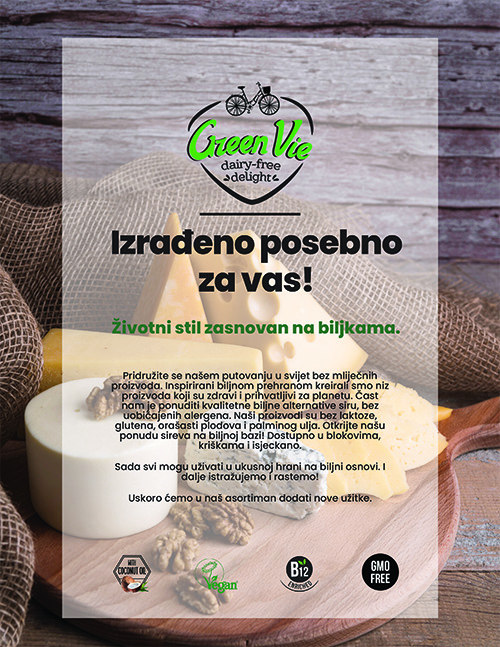 Green Vie
dairy-free
delight
Izrađeno posebno
za vas!
Životni stil zasnovan na biljkama.
Pridružite se našem putovanju u svijet bez mliječnih
proizvoda. Inspirirani biljnom prehranom kreirali smo niz
proizvoda koji su zdravi i prihvatljivi za planetu. Čast
nam je ponuditi kvalitetne biljne alternative siru, bez
uobičajenih alergena. Naši proizvodi su bez laktoze,
glutena, orašasti plodova i palminog ulja. Otkrijte našu
ponudu sireva na biljnoj bazi! Dostupno u blokovima,
kriškama i isjeckano.
Sada svi mogu uživati u ukusnoj hrani na biljni osnovi. I
dalje istražujemo i rastemo!
Uskoro ćemo u naš asortiman dodati nove užitke.
WITH
COCONUT OIL
Vegan
B12
ENRICHED
GMO
FREE